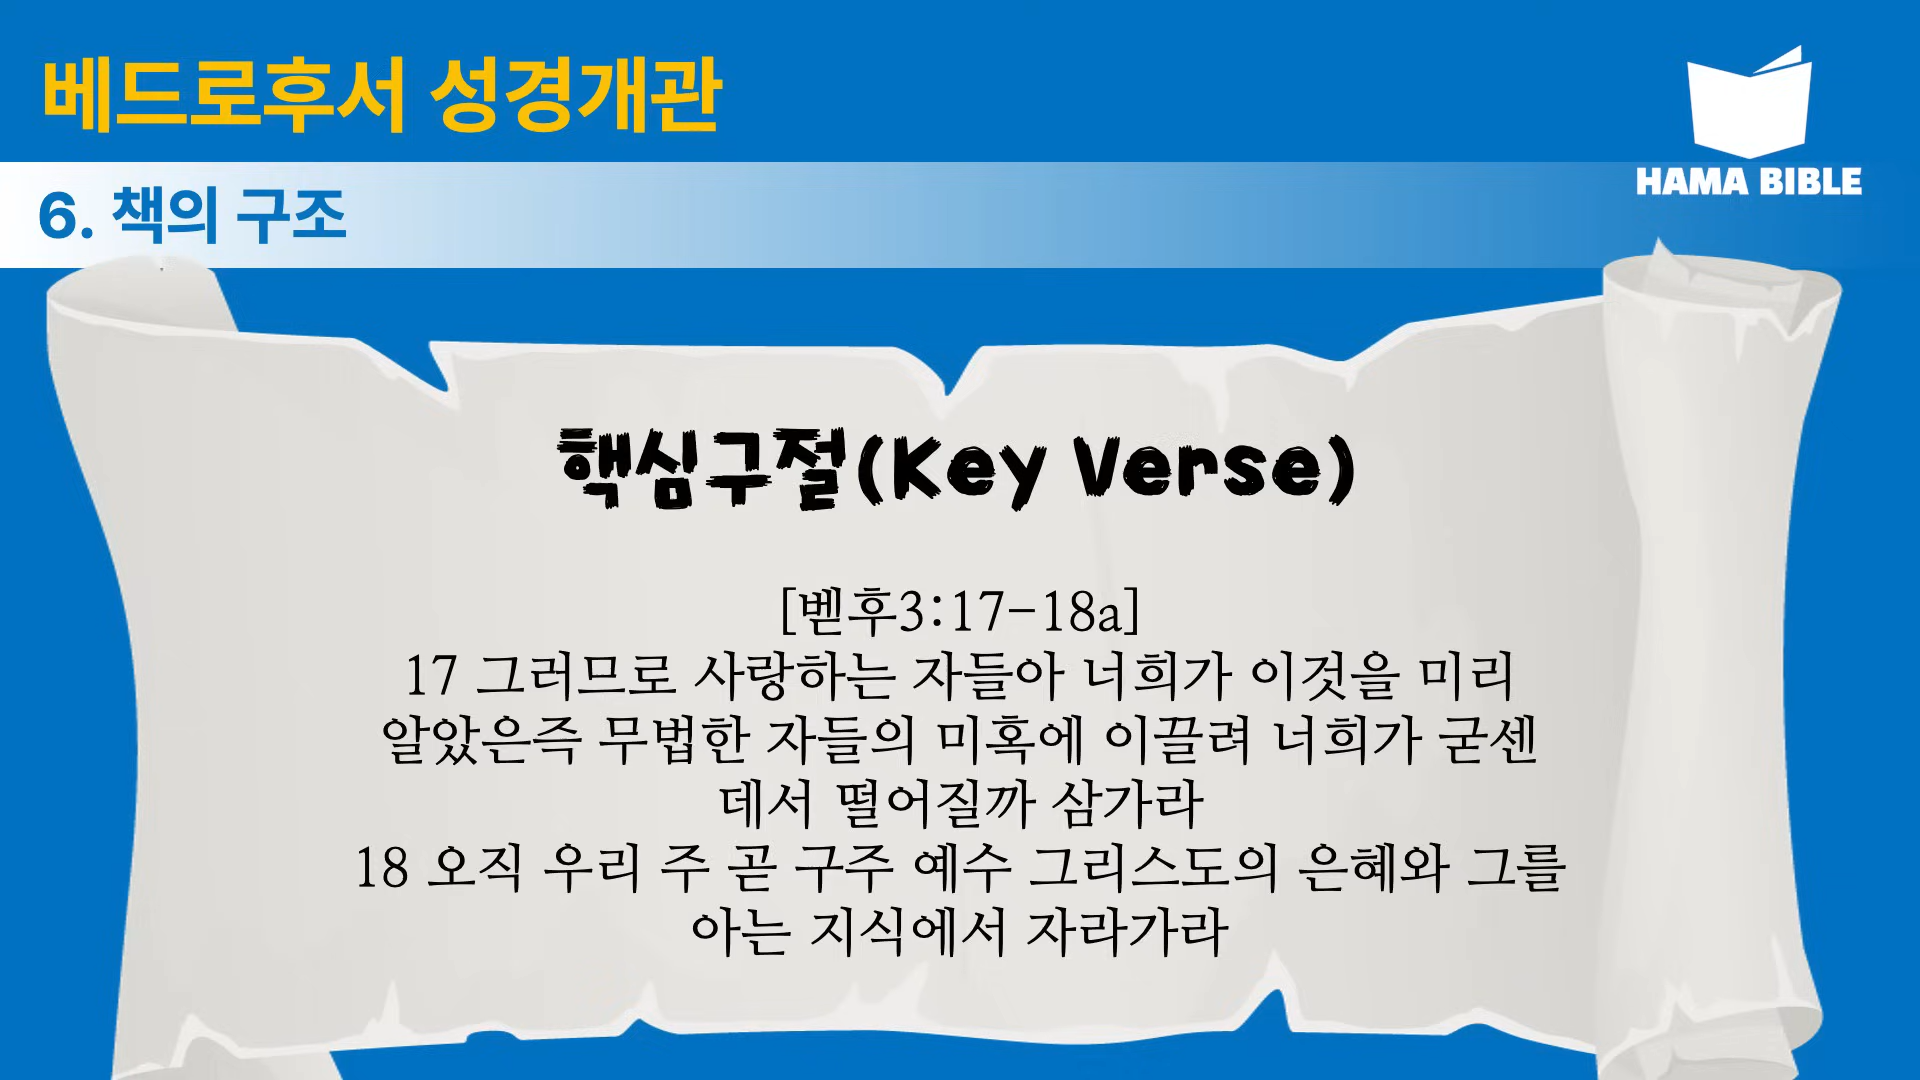 베드로후서 성경개관
HAMA BIBLE
6. 책의 구조
핵심구절(Key Verse)
[벧후3:17-18a]
17 그러므로 사랑하는 자들아 너희가 이것을 미리
알았은즉 무법한 자들의 미혹에 이끌려 너희가 굳센
데서 떨어질까 삼가라
18 오직 우리 주 곧 구주 예수 그리스도의 은혜와 그를
아는 지식에서 자라가라